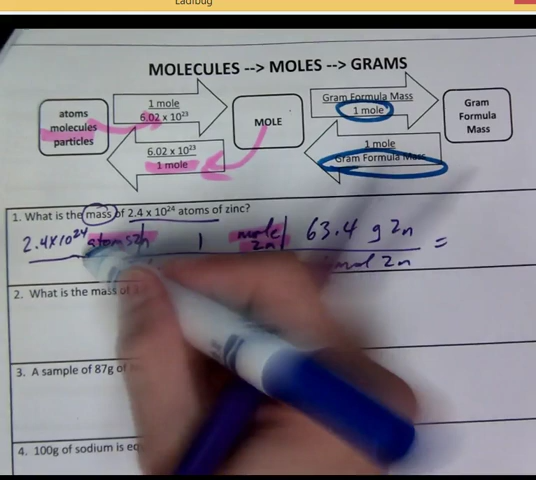 Ladibug
MOLECULES --> MOLES --> GRAMS
atoms
molecules
particles
1 mole
6.02 x 10²³
6.02 x 10²³
1 mole
MOLE
Gram Formula Mass
1 mole
1 mole
Gram Formula Mass
Gram
Formula
Mass
1. What is the mass of 2.4 x 10²⁴ atoms of zinc?
2.4x10²⁴ atoms Zn | 1 mole Zn | 63.4 g Zn =
mol Zn
2. What is the mass of
3. A sample of 87g of
4. 100g of sodium is